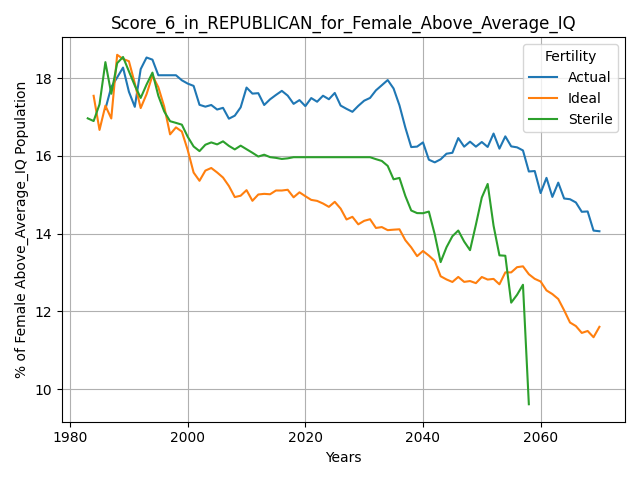 Score_6_in_REPUBLICAN_for_Female_Above_Average_IQ
% of Female Above_Average_IQ Population
18
16
14
12
10
Fertility
Actual
Ideal
Sterile
1980
2000
2020
2040
2060
Years